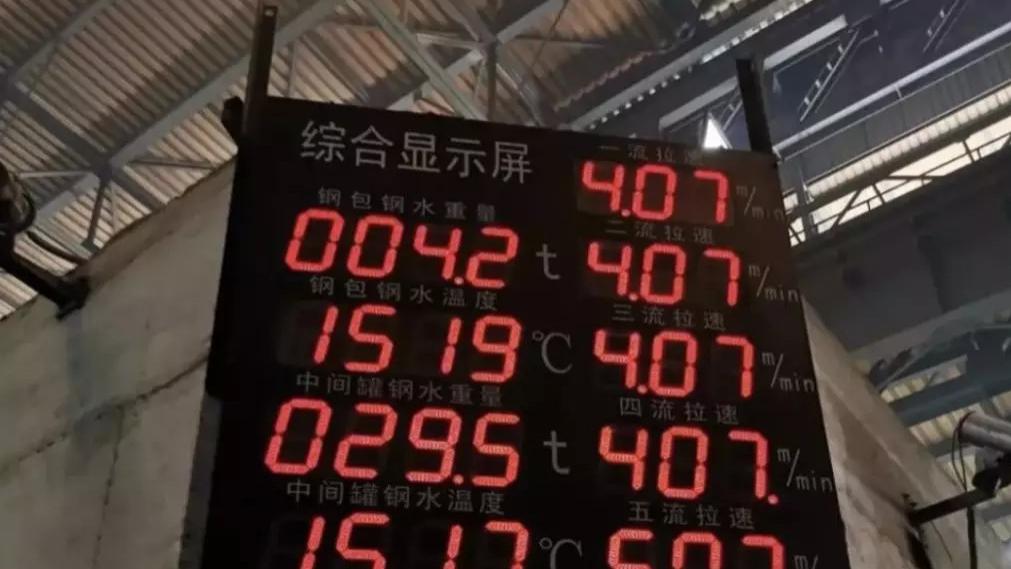 综合显示屏
钢包钢水重量
004.2 t
钢包钢水温度
1519 ℃
中间罐钢水重量
029.5 t
中间罐钢水温度
1517 ℃
一流拉速
4.07 m/min
二流拉速
4.07 m/min
三流拉速
4.07 m/min
四流拉速
407. m/min
五流拉速